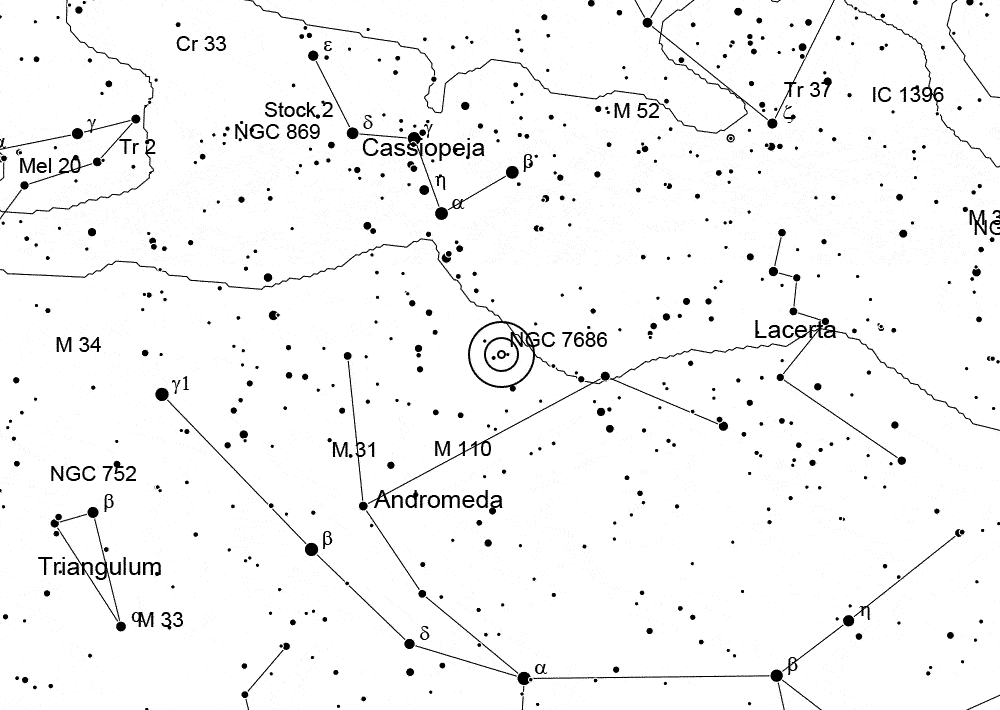 ε
Cr 33
Tr 37
IC 1396
Stock 2
M 52
ζ
γ
δ
γ
NGC 869
Tr 2
Cassiopeja
α
Mel 20
β
η
α
M 3
NG
Lacerta
NGC 7686
M 34
γ1
M 31
M 110
NGC 752
β
Andromeda
β
Triangulum
α
M 33
η
δ
α
β